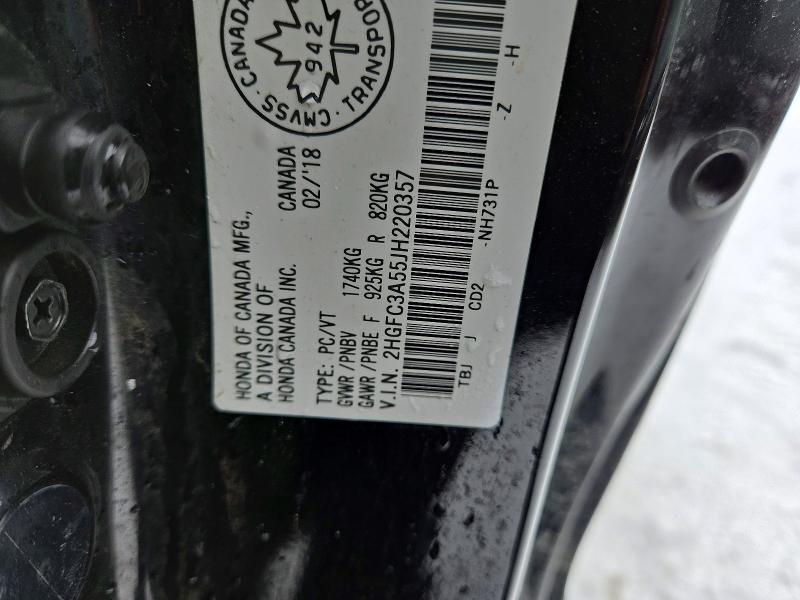 CMVSS · CANADA
942
· TRANSPOR
HONDA OF CANADA MFG.,
A DIVISION OF
HONDA CANADA INC.
CANADA
02/'18
TYPE: PC/VT
GVWR/PNBV 1740KG
GAWR/PNBE F 925KG R 820KG
V.I.N. 2HGFC3A55JH220357
TBJ -J CD2 -NH731P -Z -H